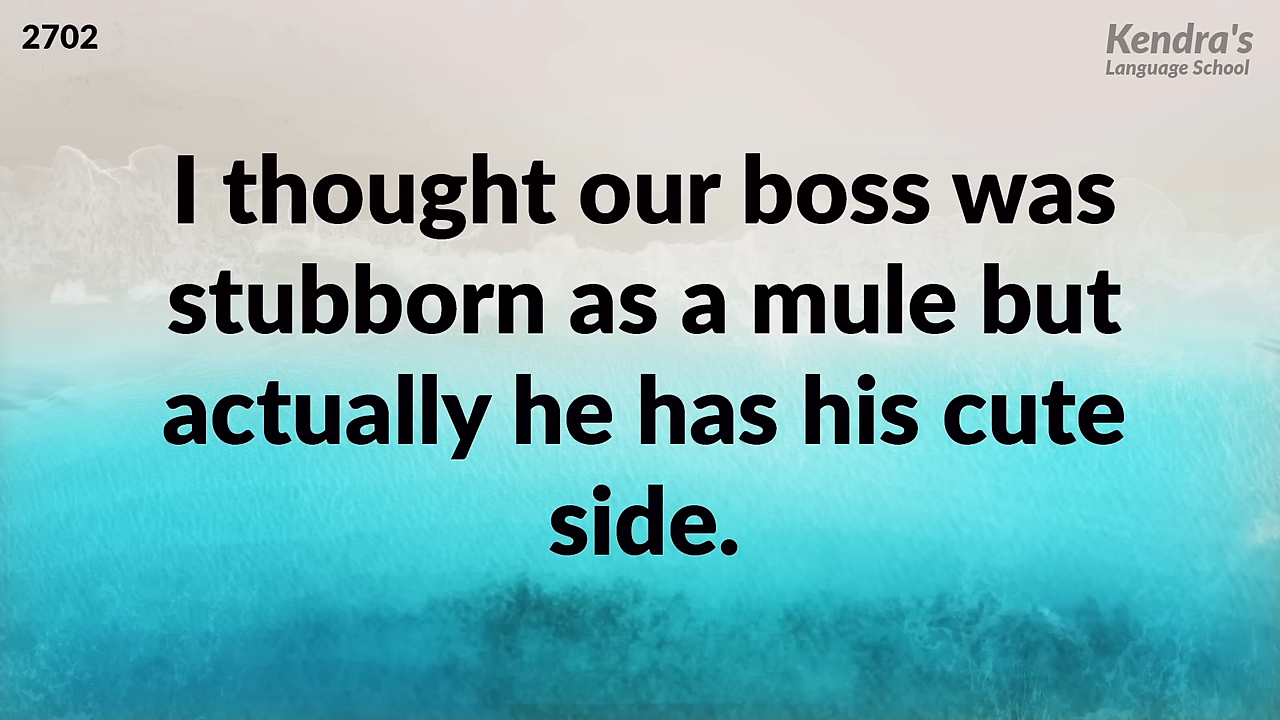 2702
Kendra's
Language School
I thought our boss was
stubborn as a mule but
actually he has his cute
side.